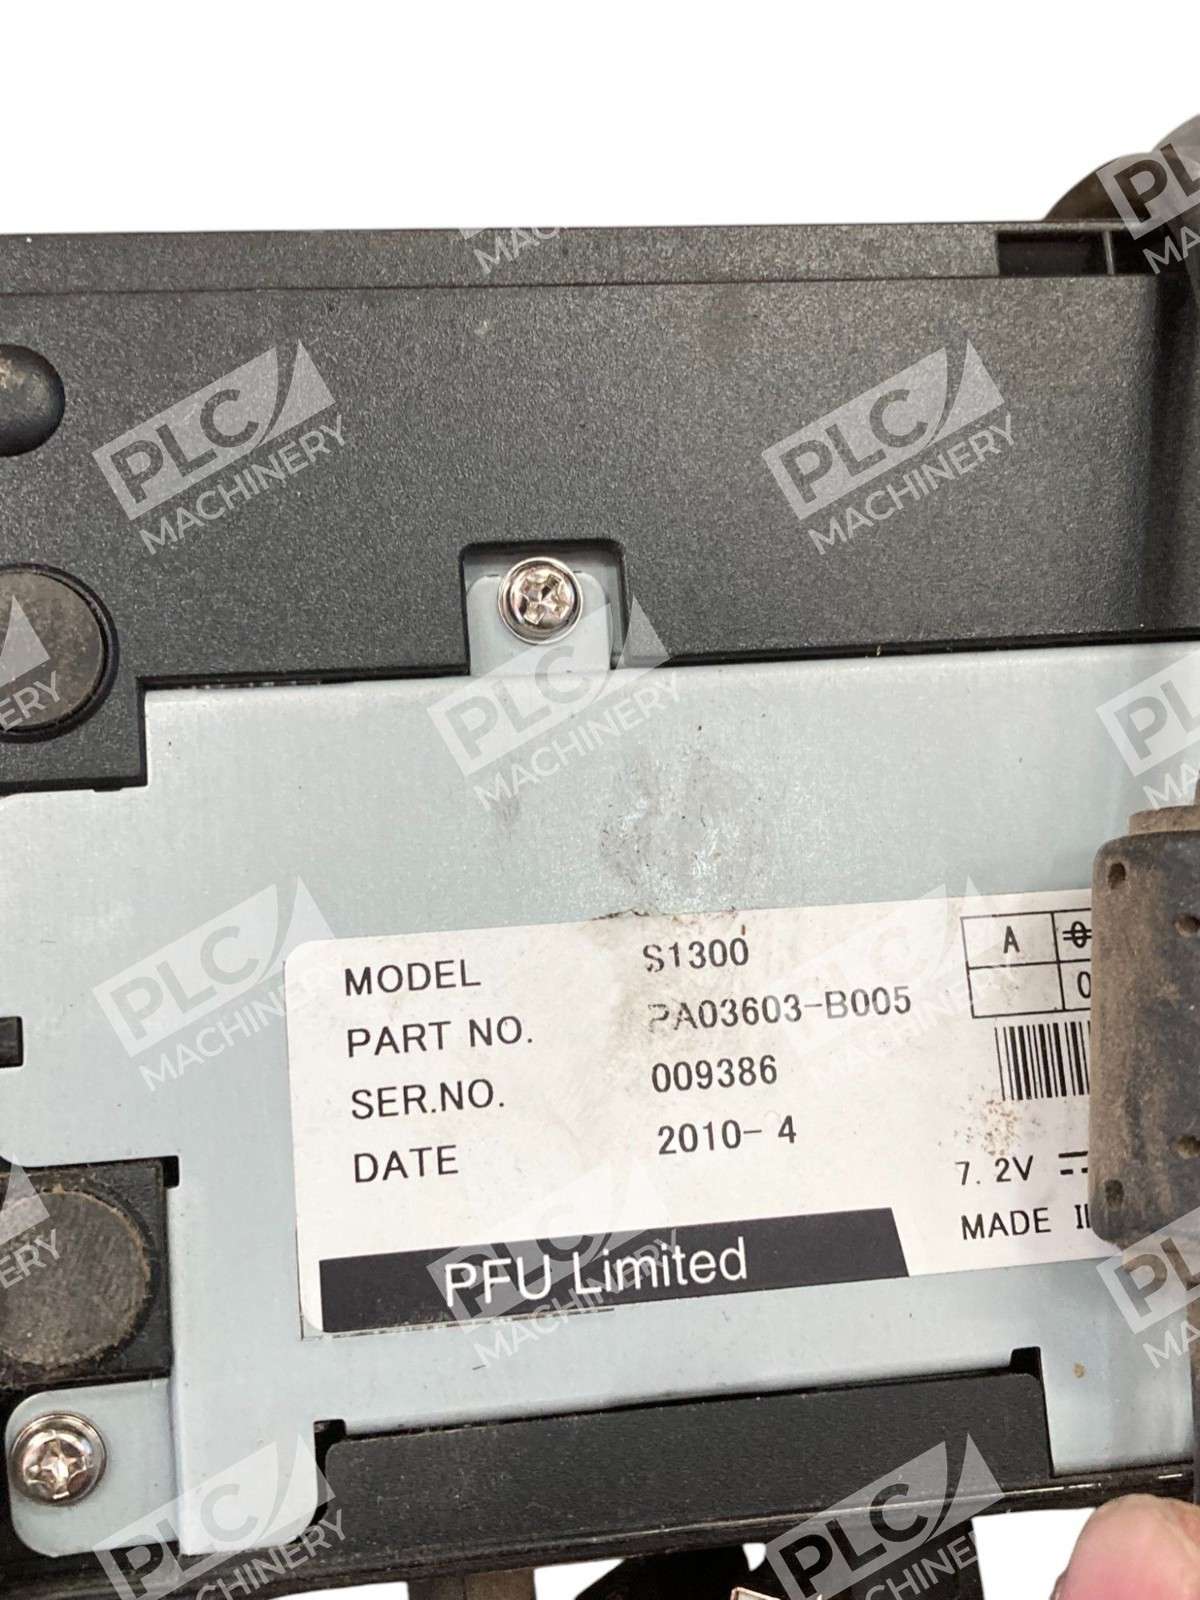 MODEL S1300
PART NO. PA03603-B005
SER.NO. 009386
DATE 2010- 4
A
0
7.2V
MADE
PFU Limited
PLC MACHINERY